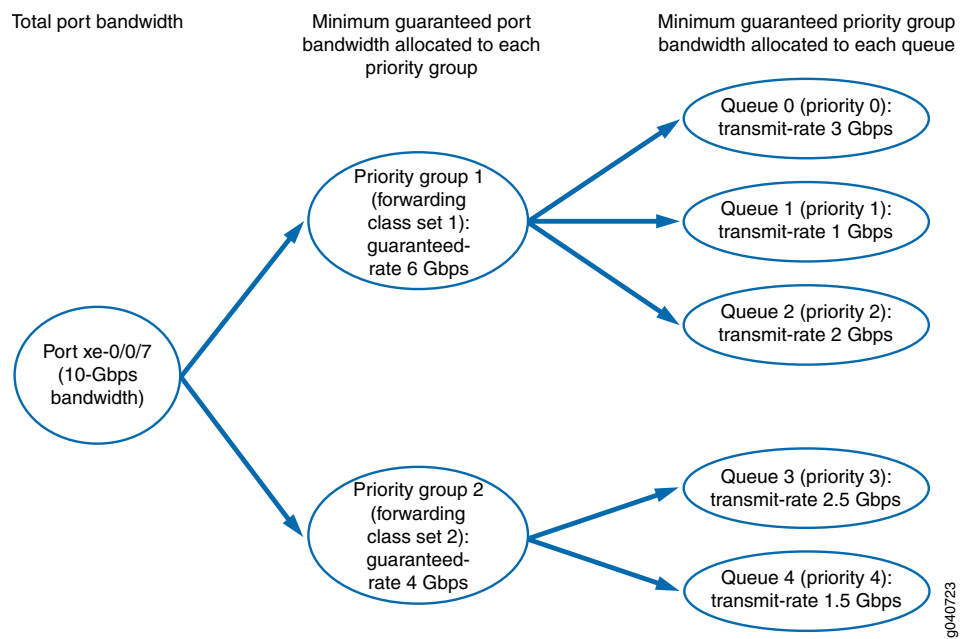 Total port bandwidth
Minimum guaranteed port
bandwidth allocated to each
priority group
Minimum guaranteed priority group
bandwidth allocated to each queue
Port xe-0/0/7
(10-Gbps
bandwidth)
Priority group 1
(forwarding
class set 1):
guaranteed-
rate 6 Gbps
Queue 0 (priority 0):
transmit-rate 3 Gbps
Queue 1 (priority 1):
transmit-rate 1 Gbps
Queue 2 (priority 2):
transmit-rate 2 Gbps
Priority group 2
(forwarding
class set 2):
guaranteed-
rate 4 Gbps
Queue 3 (priority 3):
transmit-rate 2.5 Gbps
Queue 4 (priority 4):
transmit-rate 1.5 Gbps
g040723